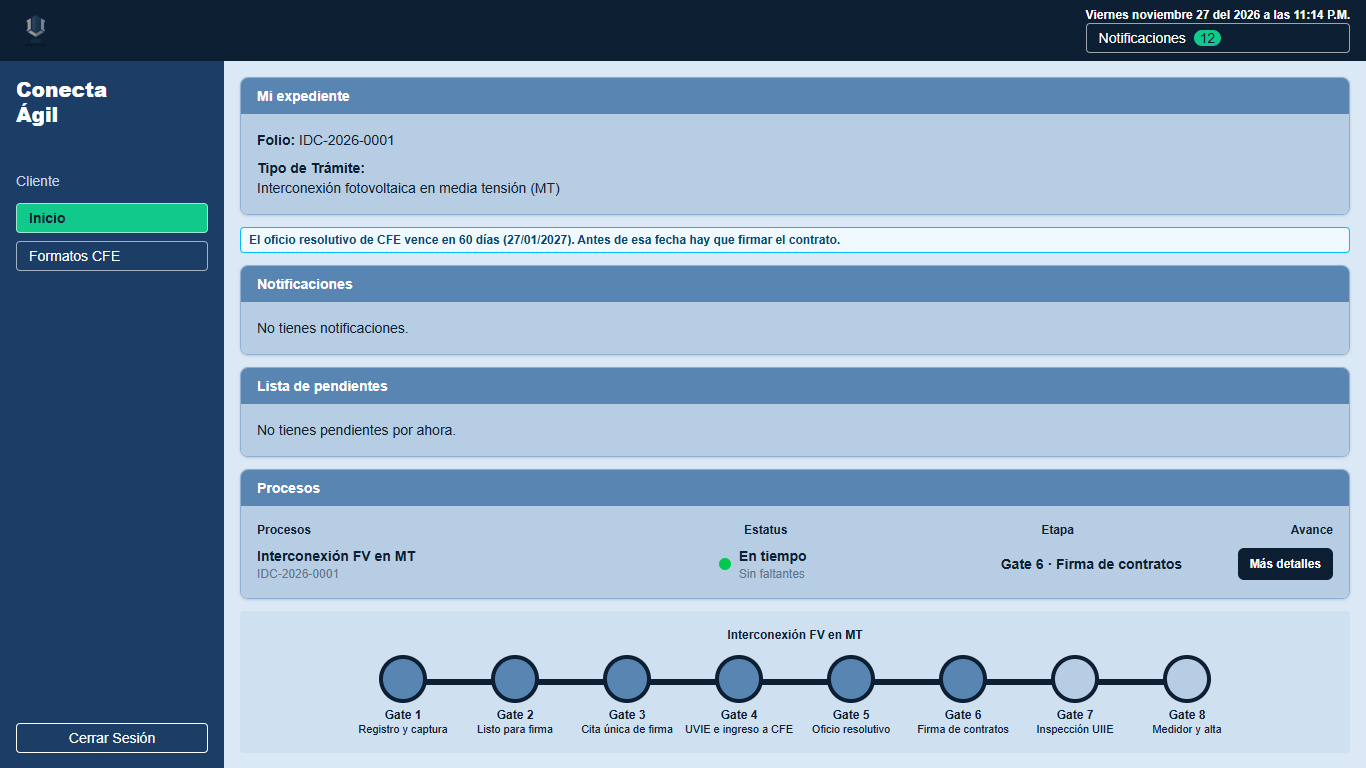 Viernes noviembre 27 del 2026 a las 11:14 P.M.
Notificaciones 12
Conecta
Ágil
Cliente
Inicio
Formatos CFE
Cerrar Sesión
Mi expediente
Folio: IDC-2026-0001
Tipo de Trámite:
Interconexión fotovoltaica en media tensión (MT)
El oficio resolutivo de CFE vence en 60 días (27/01/2027). Antes de esa fecha hay que firmar el contrato.
Notificaciones
No tienes notificaciones.
Lista de pendientes
No tienes pendientes por ahora.
Procesos
Procesos Estatus Etapa Avance
Interconexión FV en MT En tiempo Gate 6 · Firma de contratos Más detalles
IDC-2026-0001 Sin faltantes
Interconexión FV en MT
Gate 1 Gate 2 Gate 3 Gate 4 Gate 5 Gate 6 Gate 7 Gate 8
Registro y captura Listo para firma Cita única de firma UVIE e ingreso a CFE Oficio resolutivo Firma de contratos Inspección UIIE Medidor y alta